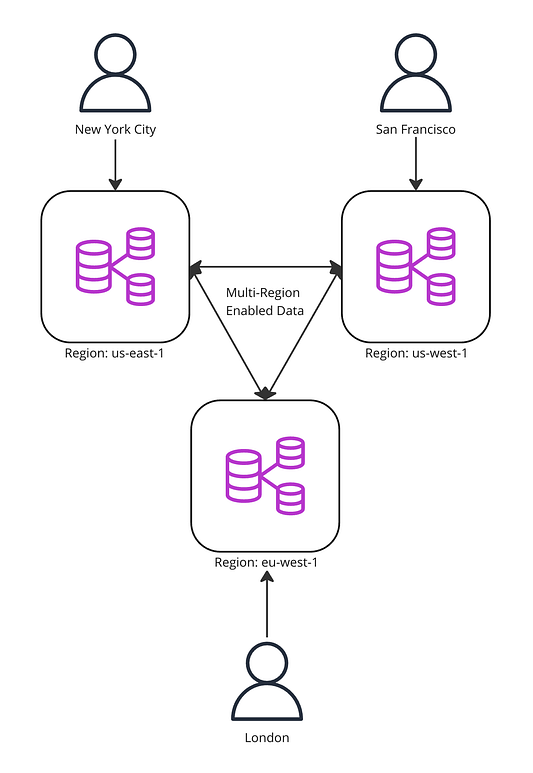 New York City
San Francisco
Multi-Region
Enabled Data
Region: us-east-1
Region: us-west-1
Region: eu-west-1
London